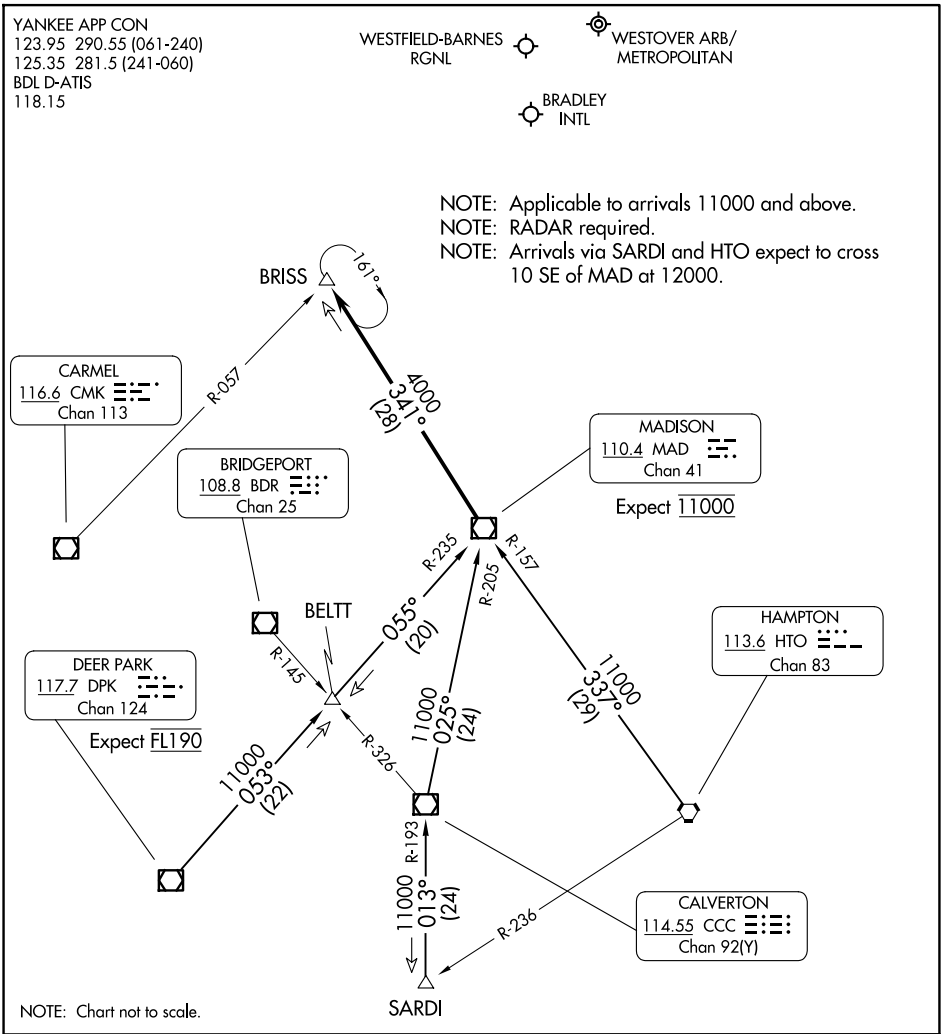 YANKEE APP CON
123.95 290.55 (061-240)
125.35 281.5 (241-060)
BDL D-ATIS
118.15
WESTFIELD-BARNES
RGNL
WESTOVER ARB/
METROPOLITAN
BRADLEY
INTL
NOTE: Applicable to arrivals 11000 and above.
NOTE: RADAR required.
NOTE: Arrivals via SARDI and HTO expect to cross
10 SE of MAD at 12000.
BRISS
161°
CARMEL
116.6 CMK
Chan 113
R-057
4000
341°
(28)
MADISON
110.4 MAD
Chan 41
Expect 11000
BRIDGEPORT
108.8 BDR
Chan 25
R-235
R-205
R-157
BELTT
055°
(20)
R-145
HAMPTON
113.6 HTO
Chan 83
DEER PARK
117.7 DPK
Chan 124
Expect FL190
11000
053°
(22)
R-326
11000
025°
(24)
11000
337°
(29)
R-193
11000
013°
(24)
R-236
CALVERTON
114.55 CCC
Chan 92(Y)
SARDI
NOTE: Chart not to scale.